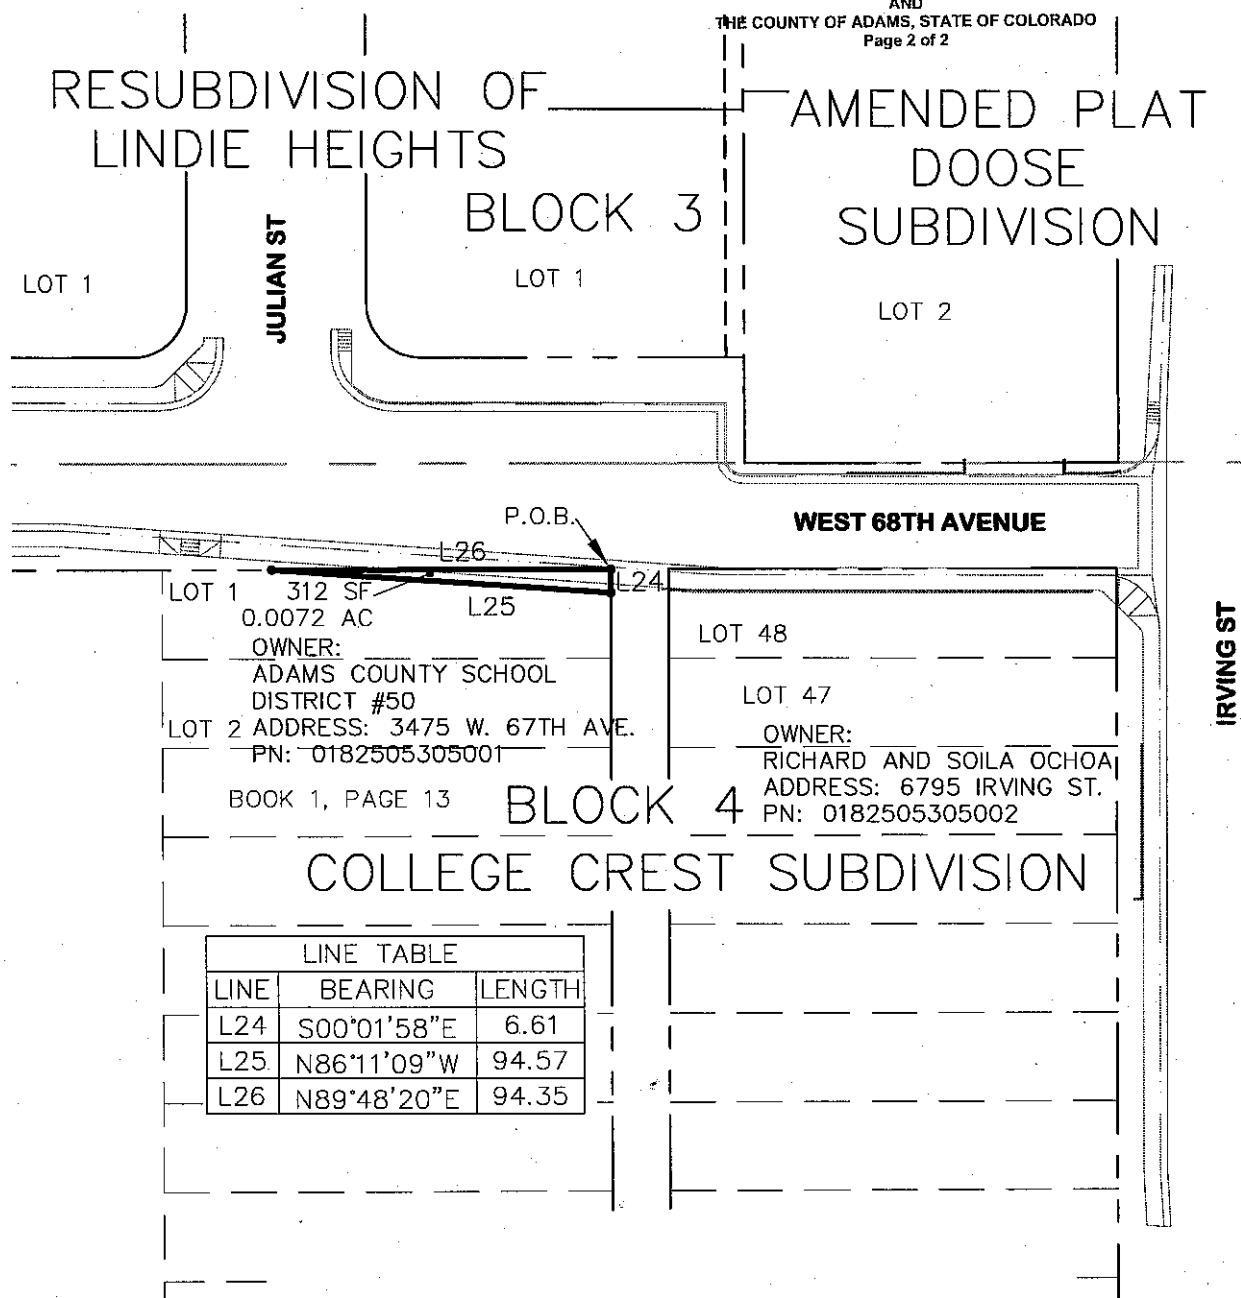 AND
THE COUNTY OF ADAMS, STATE OF COLORADO
Page 2 of 2
RESUBDIVISION OF
LINDIE HEIGHTS
AMENDED PLAT
DOOSE
SUBDIVISION
BLOCK 3
JULIAN ST
LOT 1
LOT 1
LOT 2
P.O.B.
WEST 68TH AVENUE
L26
L24
L25
LOT 1
312 SF
0.0072 AC
OWNER:
ADAMS COUNTY SCHOOL
DISTRICT #50
LOT 2
ADDRESS: 3475 W. 67TH AVE.
PN: 0182505305001
BOOK 1, PAGE 13
LOT 48
LOT 47
OWNER:
RICHARD AND SOILA OCHOA
ADDRESS: 6795 IRVING ST.
PN: 0182505305002
IRVING ST
BLOCK 4
COLLEGE CREST SUBDIVISION
LINE TABLE
LINE BEARING LENGTH
L24 S00°01'58"E 6.61
L25 N86°11'09"W 94.57
L26 N89°48'20"E 94.35